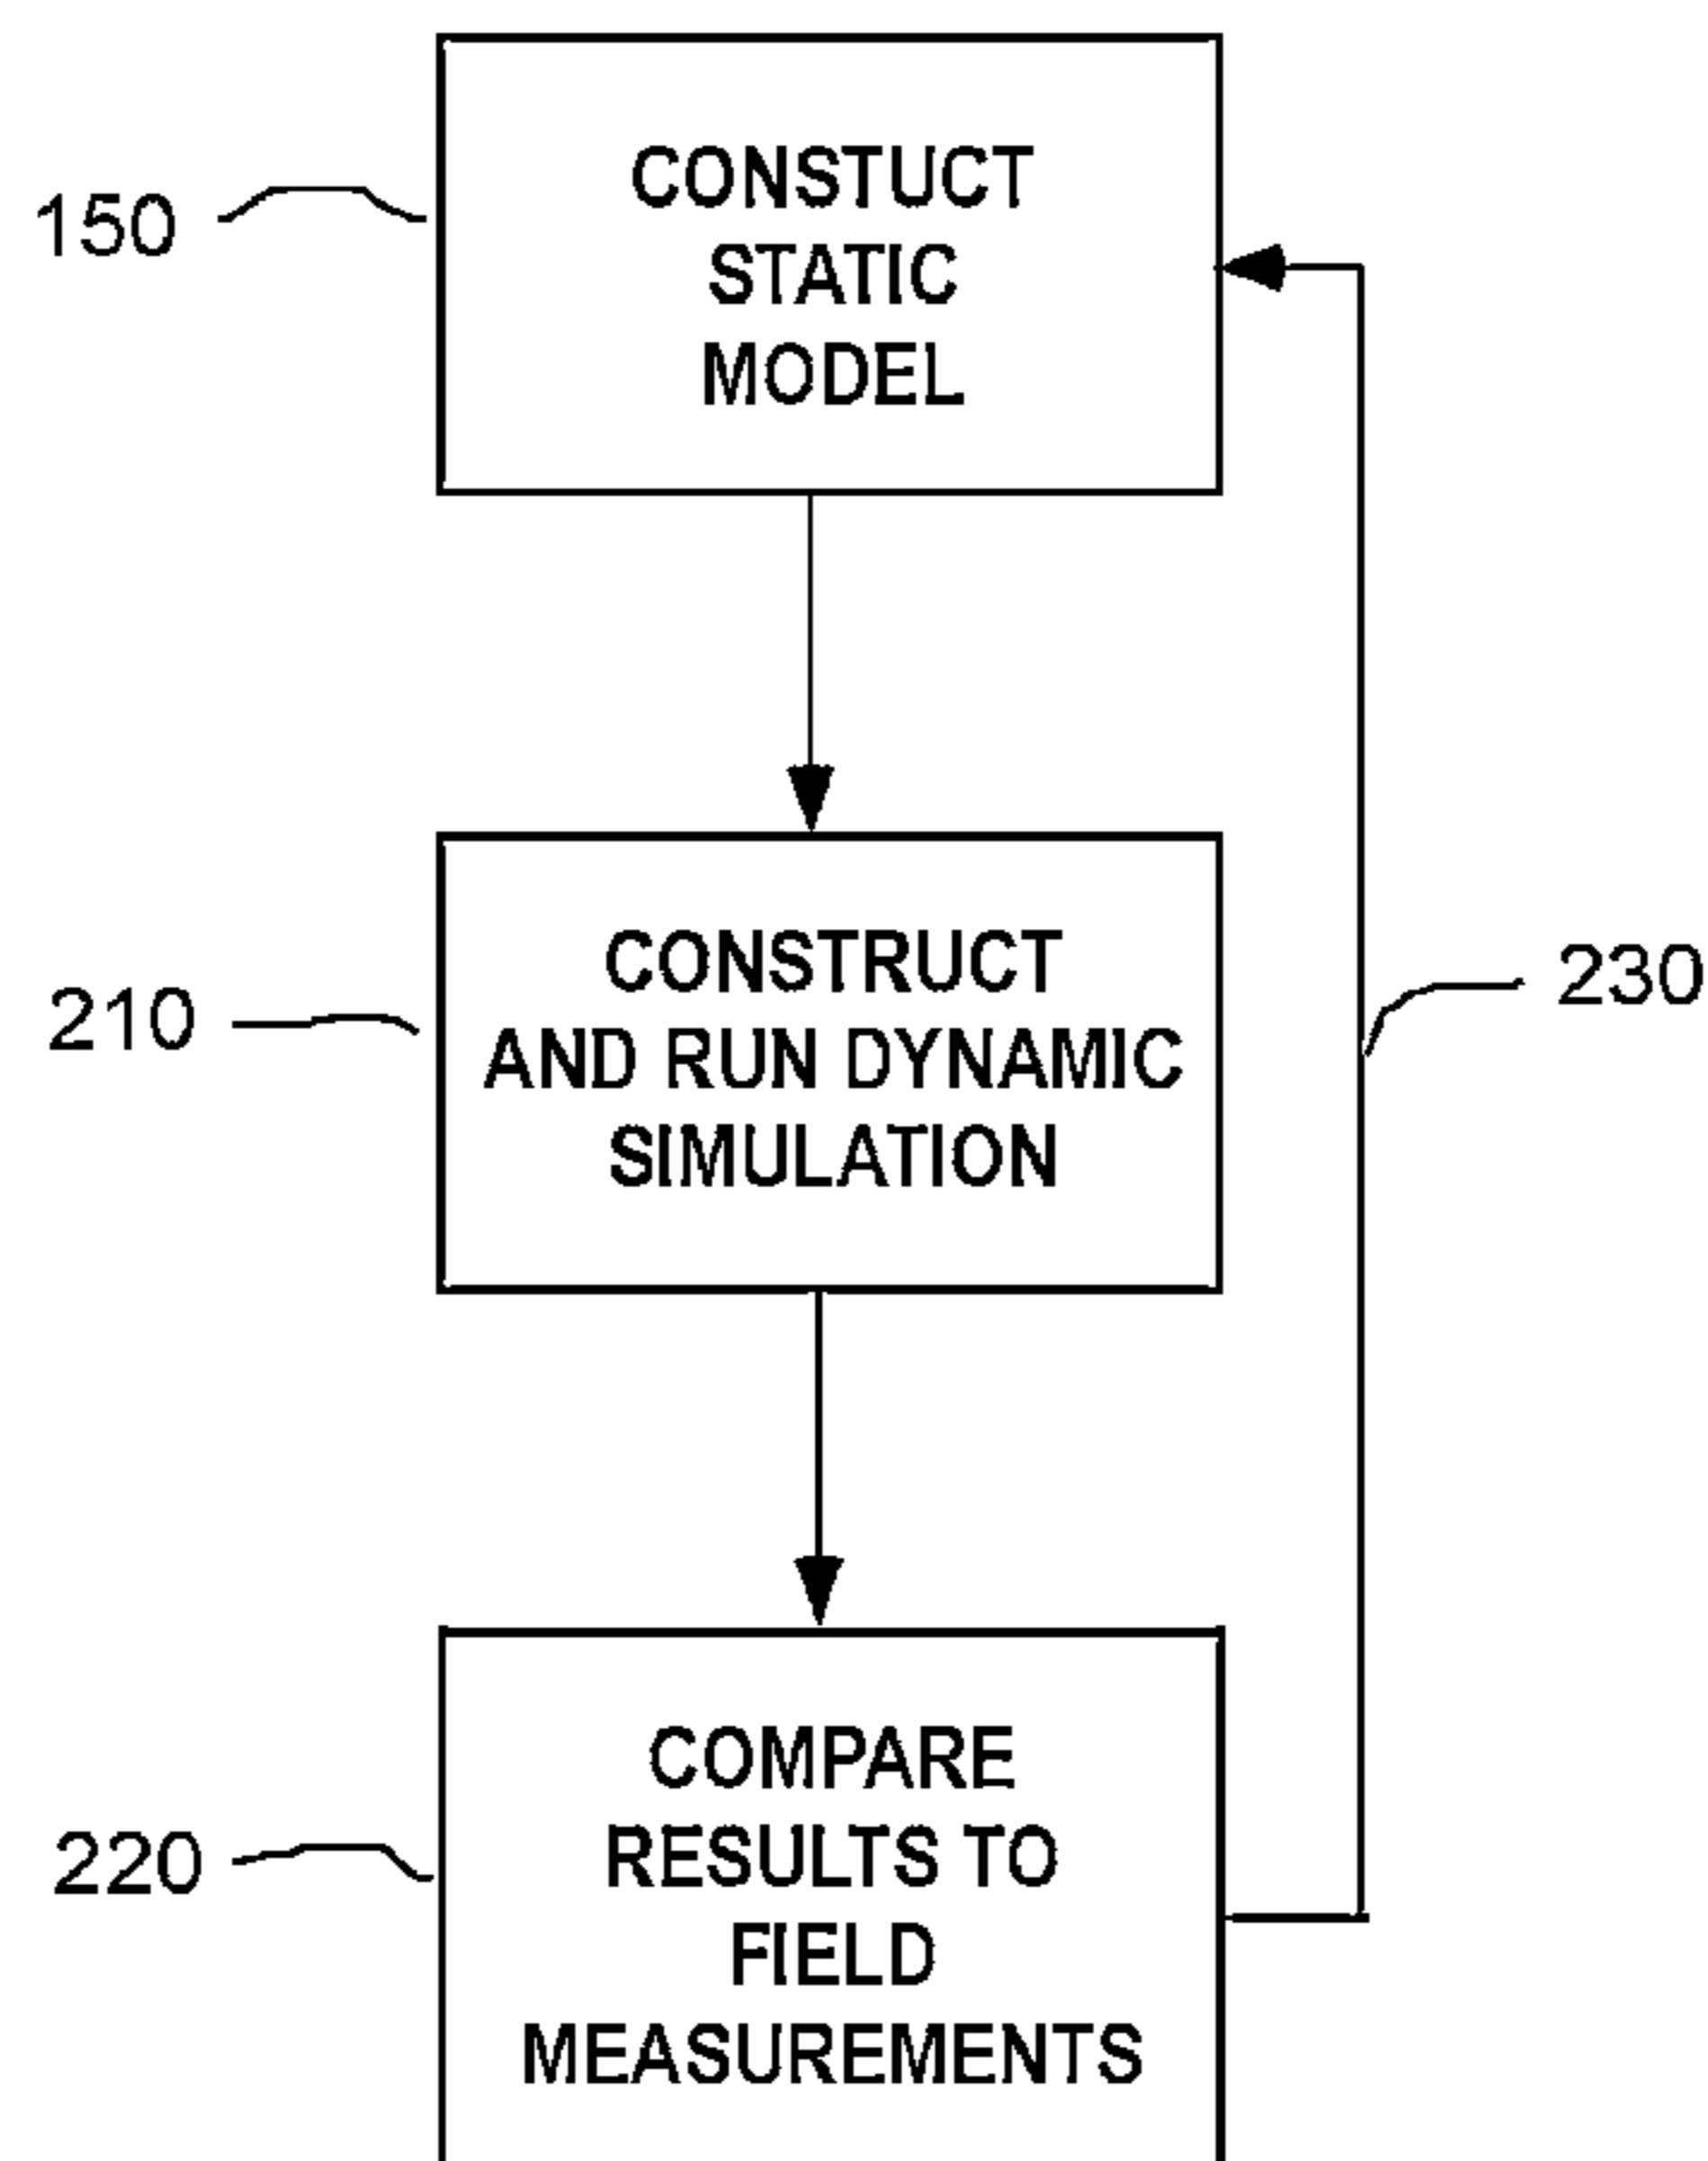 150
CONSTUCT
STATIC
MODEL
210
CONSTRUCT
AND RUN DYNAMIC
SIMULATION
230
220
COMPARE
RESULTS TO
FIELD
MEASUREMENTS